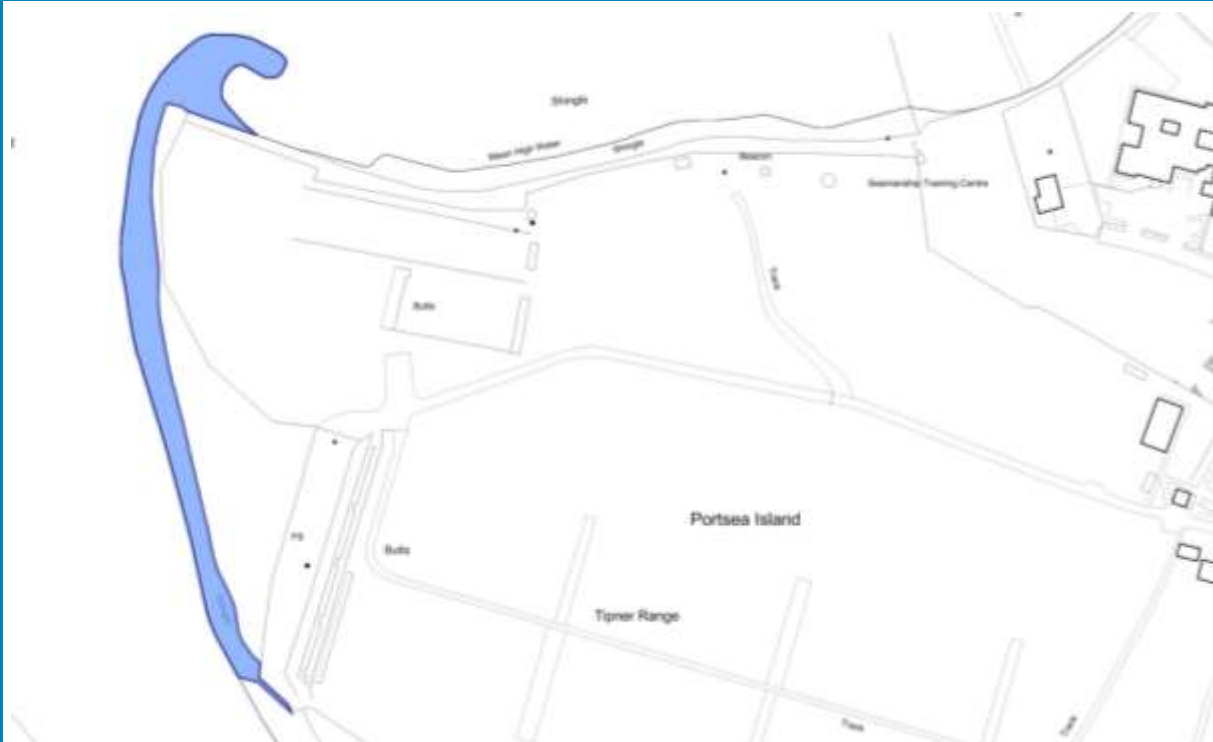 Shingle
Mean High Water
Shingle
Beacon
Seamanship Training Centre
Track
Butts
Portsea Island
FS
Butts
Tipner Range
Track
Track